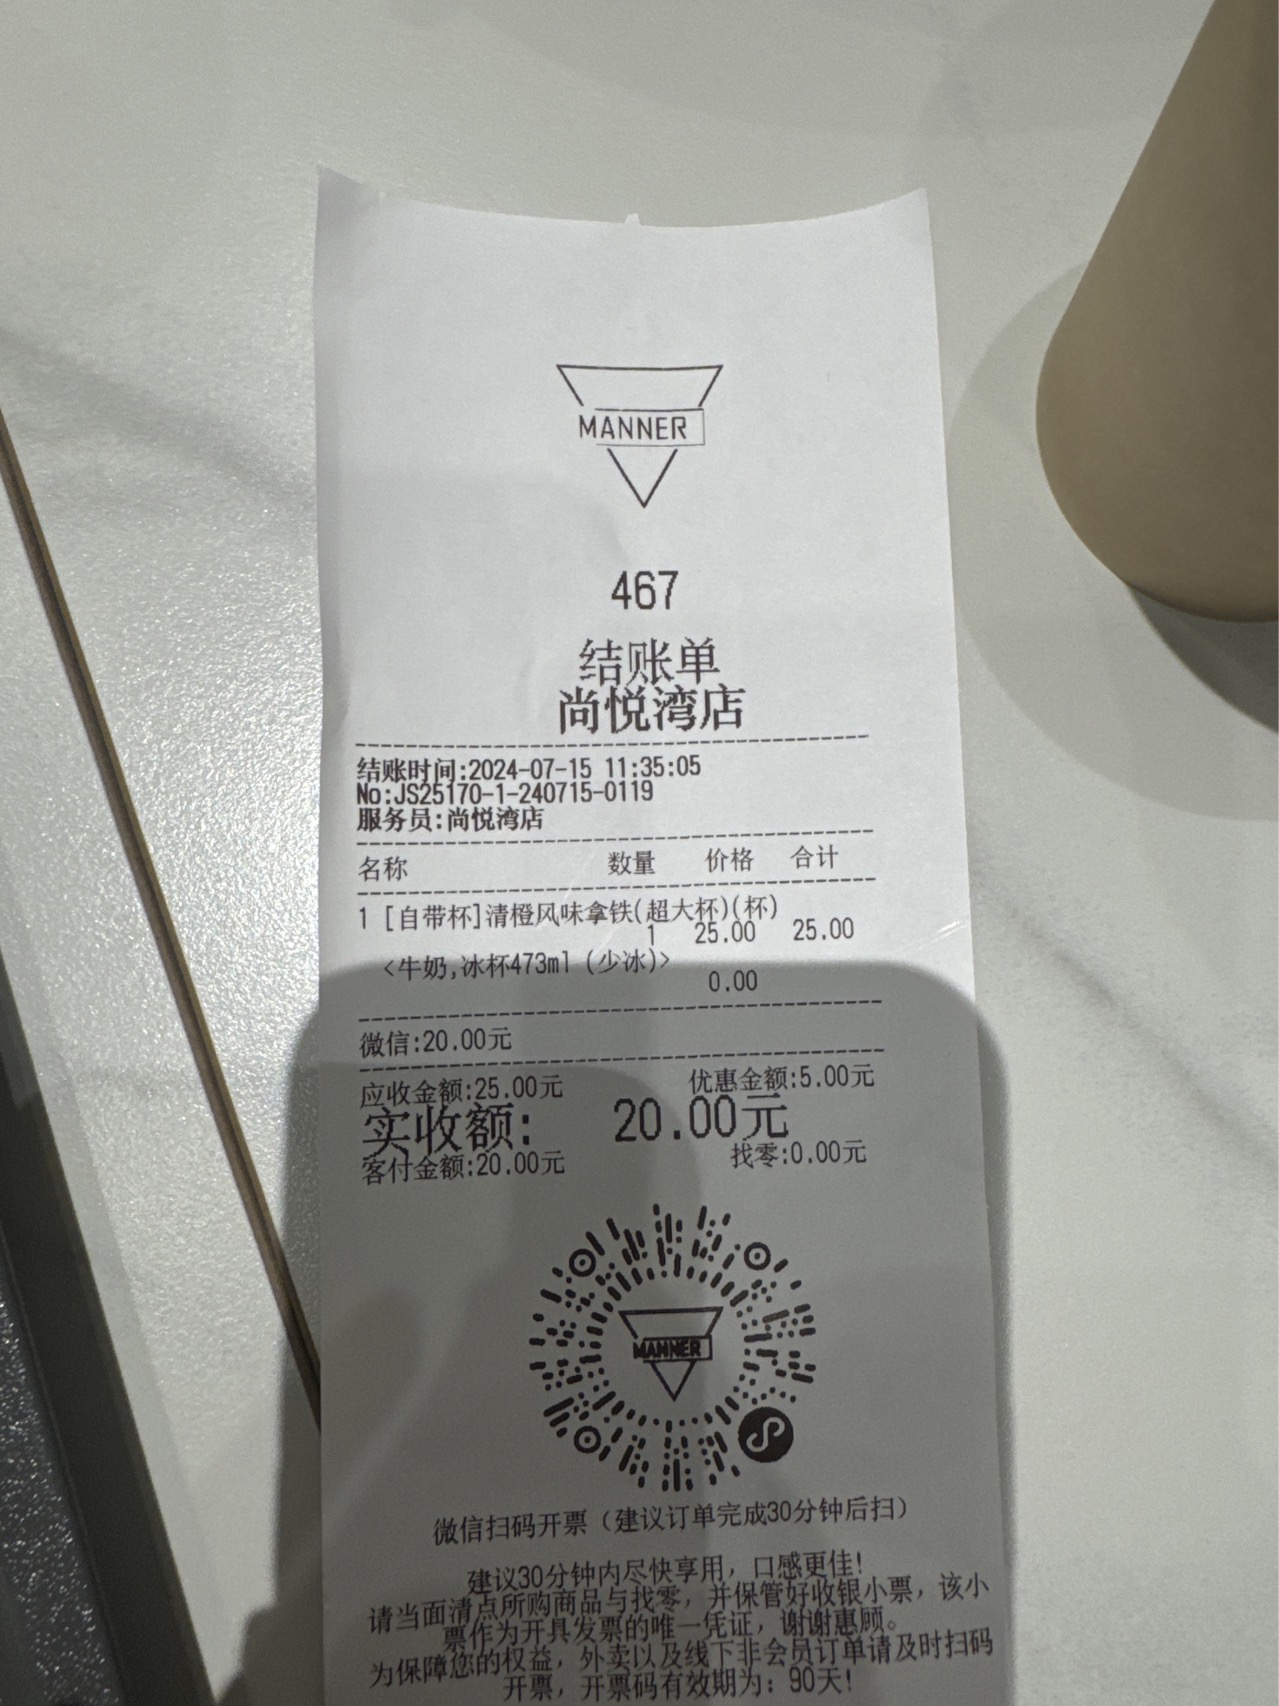 MANNER
467
结账单
尚悦湾店
结账时间:2024-07-15 11:35:05
No:JS25170-1-240715-0119
服务员:尚悦湾店
名称 数量 价格 合计
1 [自带杯]清橙风味拿铁(超大杯)(杯)
1 25.00 25.00
<牛奶,冰杯473ml (少冰)>
0.00
微信:20.00元
应收金额:25.00元 优惠金额:5.00元
实收额: 20.00元
客付金额:20.00元 找零:0.00元
MANNER
微信扫码开票（建议订单完成30分钟后扫）
建议30分钟内尽快享用，口感更佳!
请当面清点所购商品与找零，并保管好收银小票，该小
票作为开具发票的唯一凭证，谢谢惠顾。
为保障您的权益，外卖以及线下非会员订单请及时扫码
开票，开票码有效期为：90天!